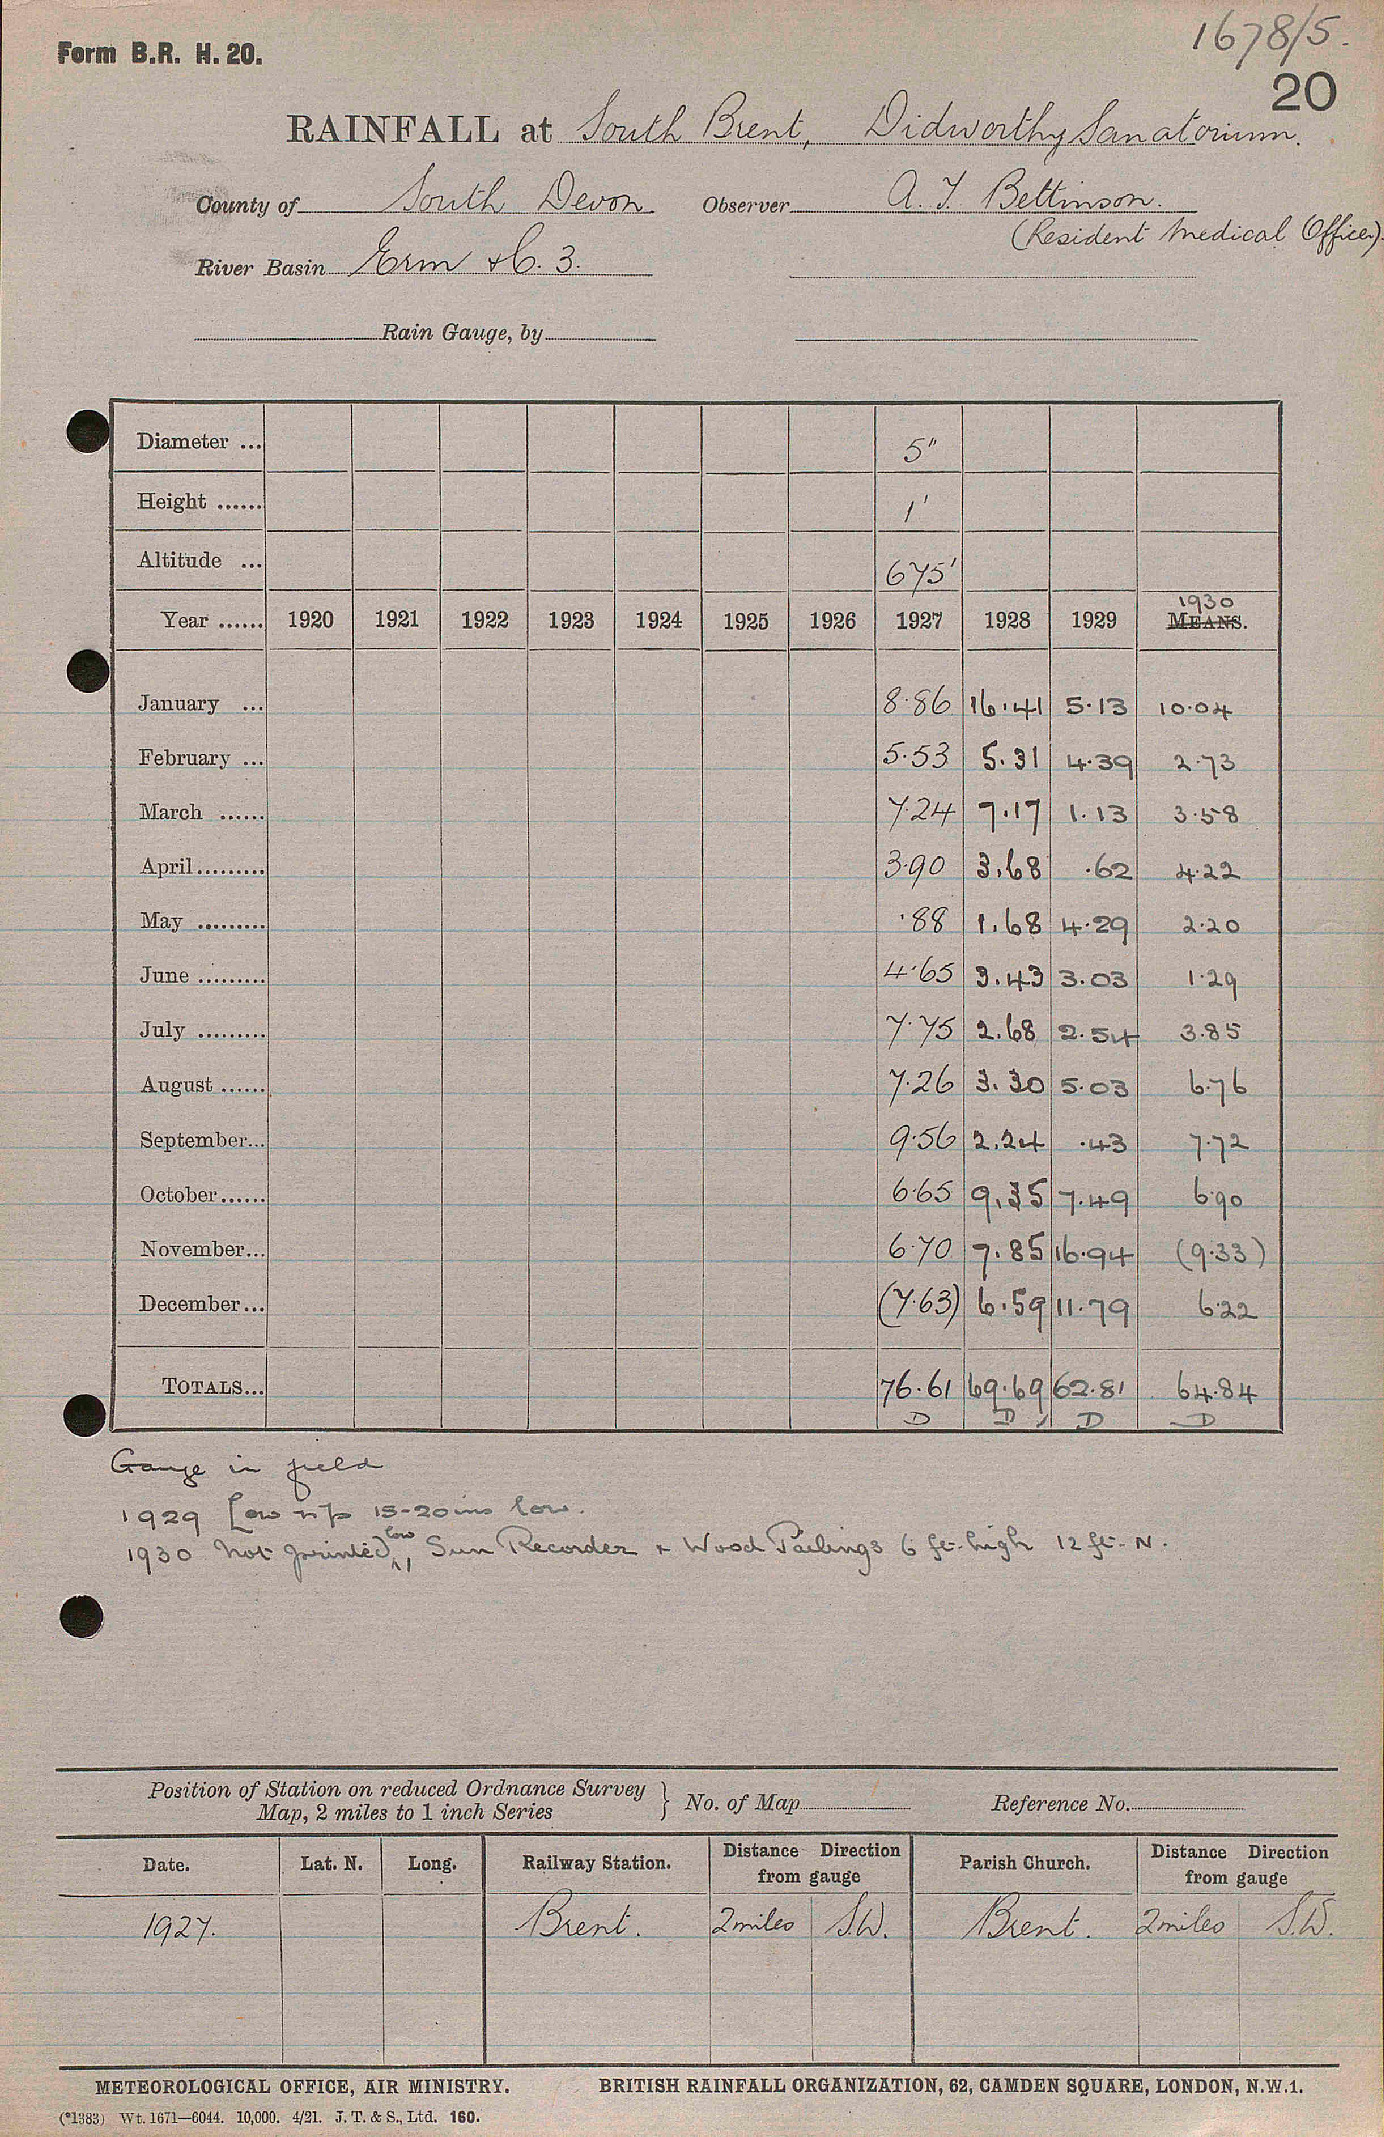 1678/5.
Form B.R. H. 20.
20
RAINFALL at South Brent, Didworthy Sanatorium.
County of South Devon Observer A. J. Bettinson.
(Resident Medical Officer).
River Basin Erm &C. 3.
Rain Gauge, by
Diameter ... 5"
Height ...... 1'
Altitude ... 675'
1930
Year ...... 1920 1921 1922 1923 1924 1925 1926 1927 1928 1929 MEANS.
January ... 8.86 16.41 5.13 10.04
February ... 5.53 5.31 4.39 2.73
March ...... 7.24 7.17 1.13 3.58
April ......... 3.90 3.68 .62 4.22
May ......... .88 1.68 4.29 2.20
June ......... 4.65 3.43 3.03 1.29
July ......... 7.75 2.68 2.54 3.85
August ...... 7.26 3.30 5.03 6.76
September... 9.56 2.24 .43 7.72
October...... 6.65 9.35 7.49 6.90
November... 6.70 7.85 16.94 (9.33)
December... (7.63) 6.59 11.79 6.22
TOTALS... 76.61 69.69 62.81 64.84
D D D D
Gauge in field
1929 Low n/p 15-20 ins low.
1930 Not printed low, Sun Recorder + Wood Pailings 6 ft. high 12 ft. N.
Position of Station on reduced Ordnance Survey
Map, 2 miles to 1 inch Series } No. of Map Reference No.
Date. Lat. N. Long. Railway Station. Distance Direction from gauge Parish Church. Distance Direction from gauge
1927. Brent. 2 miles S.W. Brent. 2 miles S.W.
METEOROLOGICAL OFFICE, AIR MINISTRY. BRITISH RAINFALL ORGANIZATION, 62, CAMDEN SQUARE, LONDON, N.W.1.
(*1383) Wt. 1671—6044. 10,000. 4/21. J. T. & S., Ltd. 160.